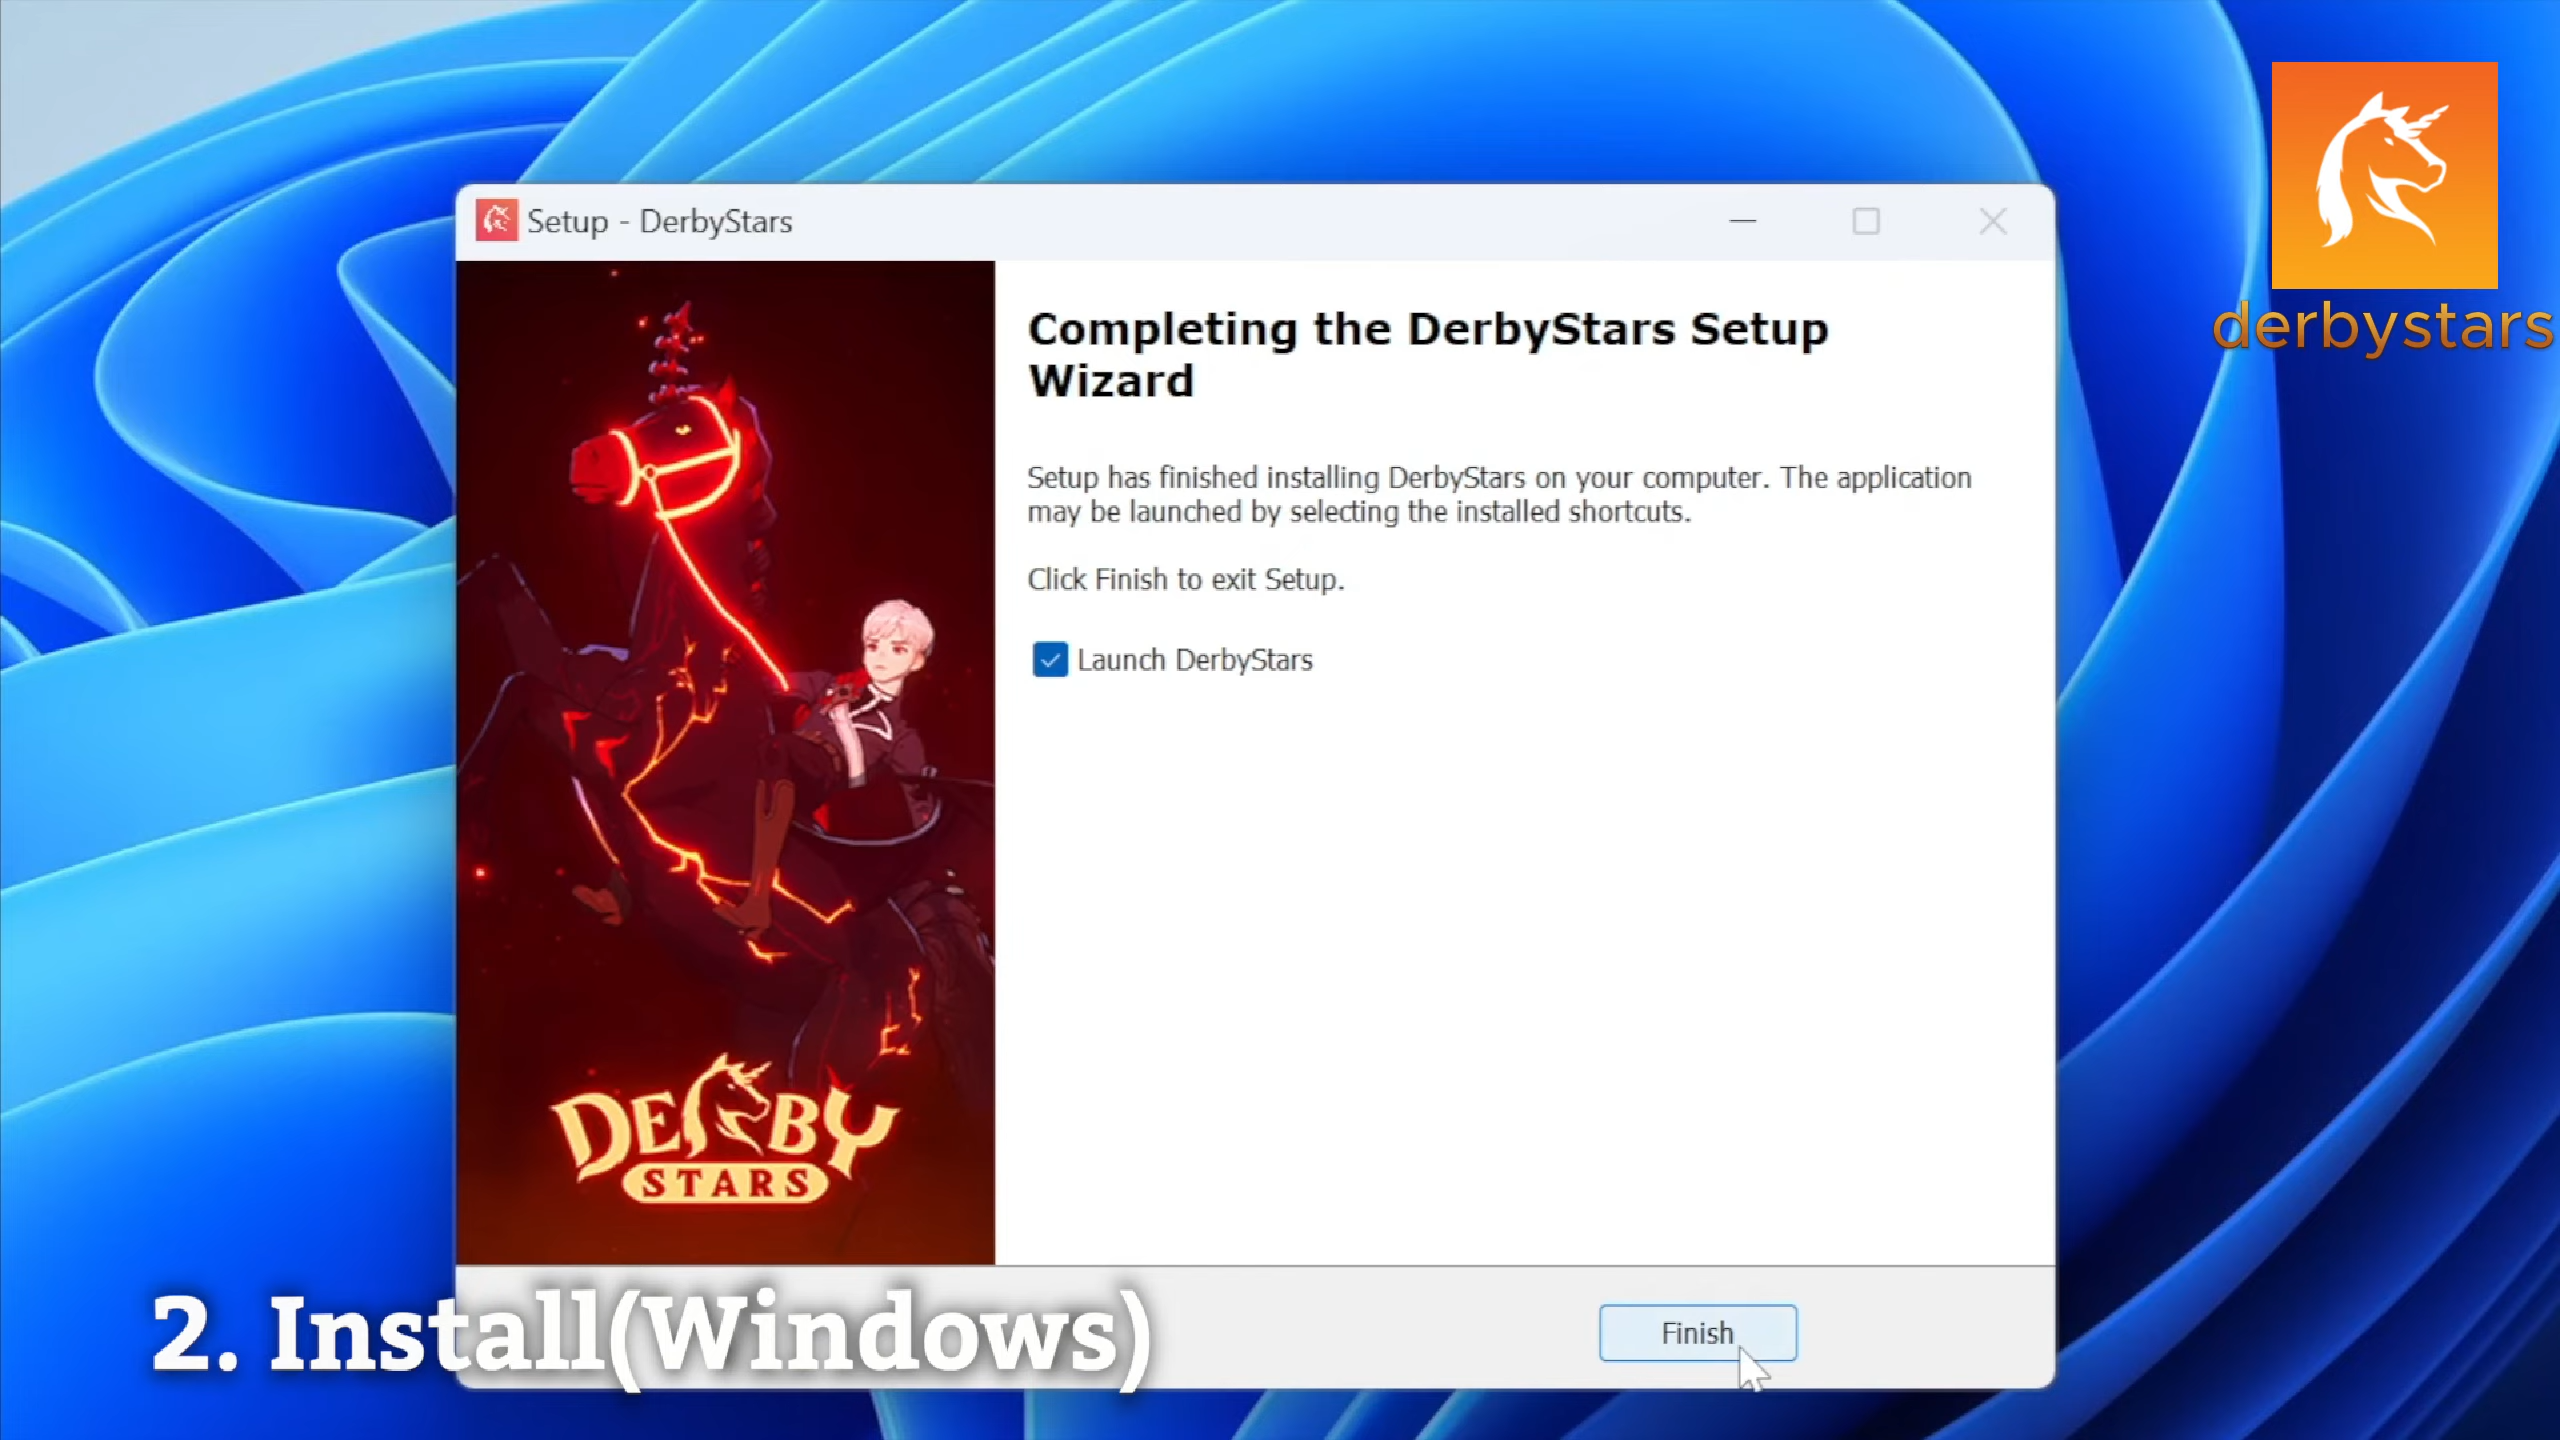 Setup - DerbyStars
derbystars
Completing the DerbyStars Setup
Wizard
Setup has finished installing DerbyStars on your computer. The application
may be launched by selecting the installed shortcuts.
Click Finish to exit Setup.
Launch DerbyStars
DERBY
STARS
2. Install(Windows)
Finish